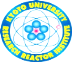 KYOTO UNIVERSITY
RESEARCH REACTOR INSTITUTE